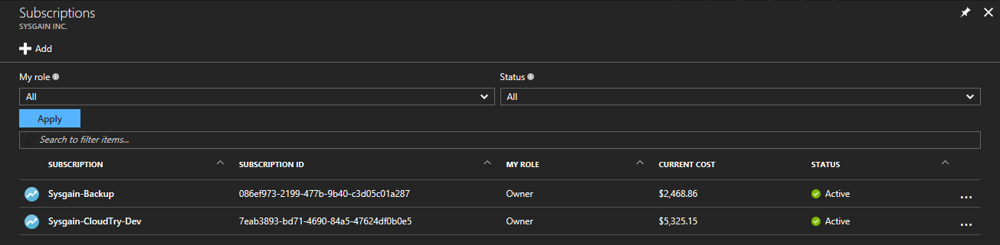 Subscriptions
SYSGAIN INC.
Add
My role
Status
All
All
Apply
Search to filter items...
SUBSCRIPTION SUBSCRIPTION ID MY ROLE CURRENT COST STATUS
Sysgain-Backup 086ef973-2199-477b-9b40-c3d05c01a287 Owner $2,468.86 Active ...
Sysgain-CloudTry-Dev 7eab3893-bd71-4690-84a5-47624df0b0e5 Owner $5,325.15 Active ...